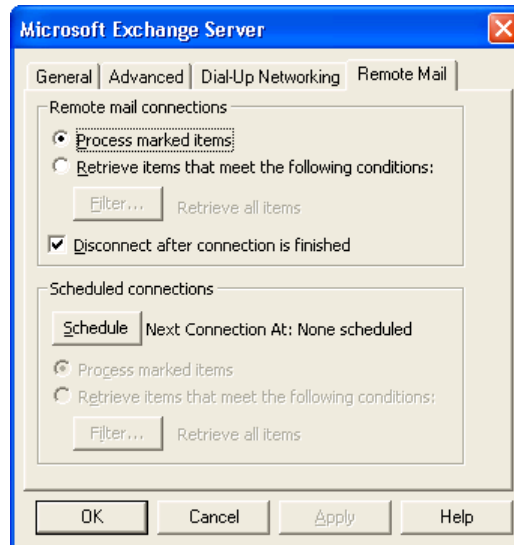 Microsoft Exchange Server
General Advanced Dial-Up Networking Remote Mail
Remote mail connections
Process marked items
Retrieve items that meet the following conditions:
Filter... Retrieve all items
Disconnect after connection is finished
Scheduled connections
Schedule Next Connection At: None scheduled
Process marked items
Retrieve items that meet the following conditions:
Filter... Retrieve all items
OK Cancel Apply Help